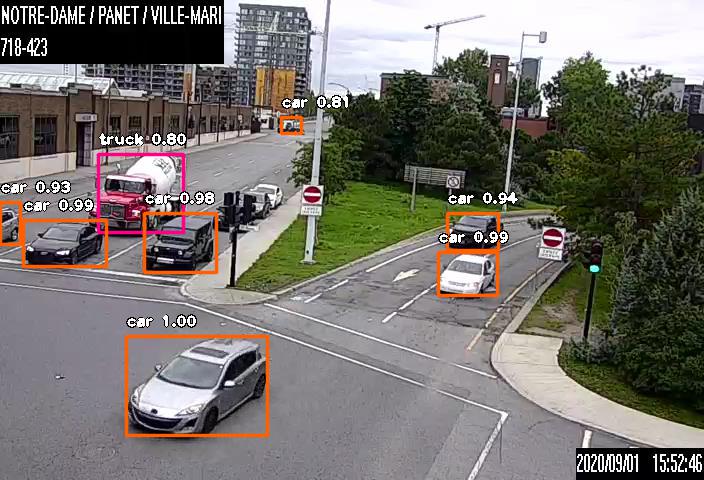 NOTRE-DAME / PANET / VILLE-MARI
718-423
car 0.81
truck 0.80
car 0.93
car 0.99
car 0.98
car 0.94
car 0.99
car 1.00
2020/09/01 15:52:46